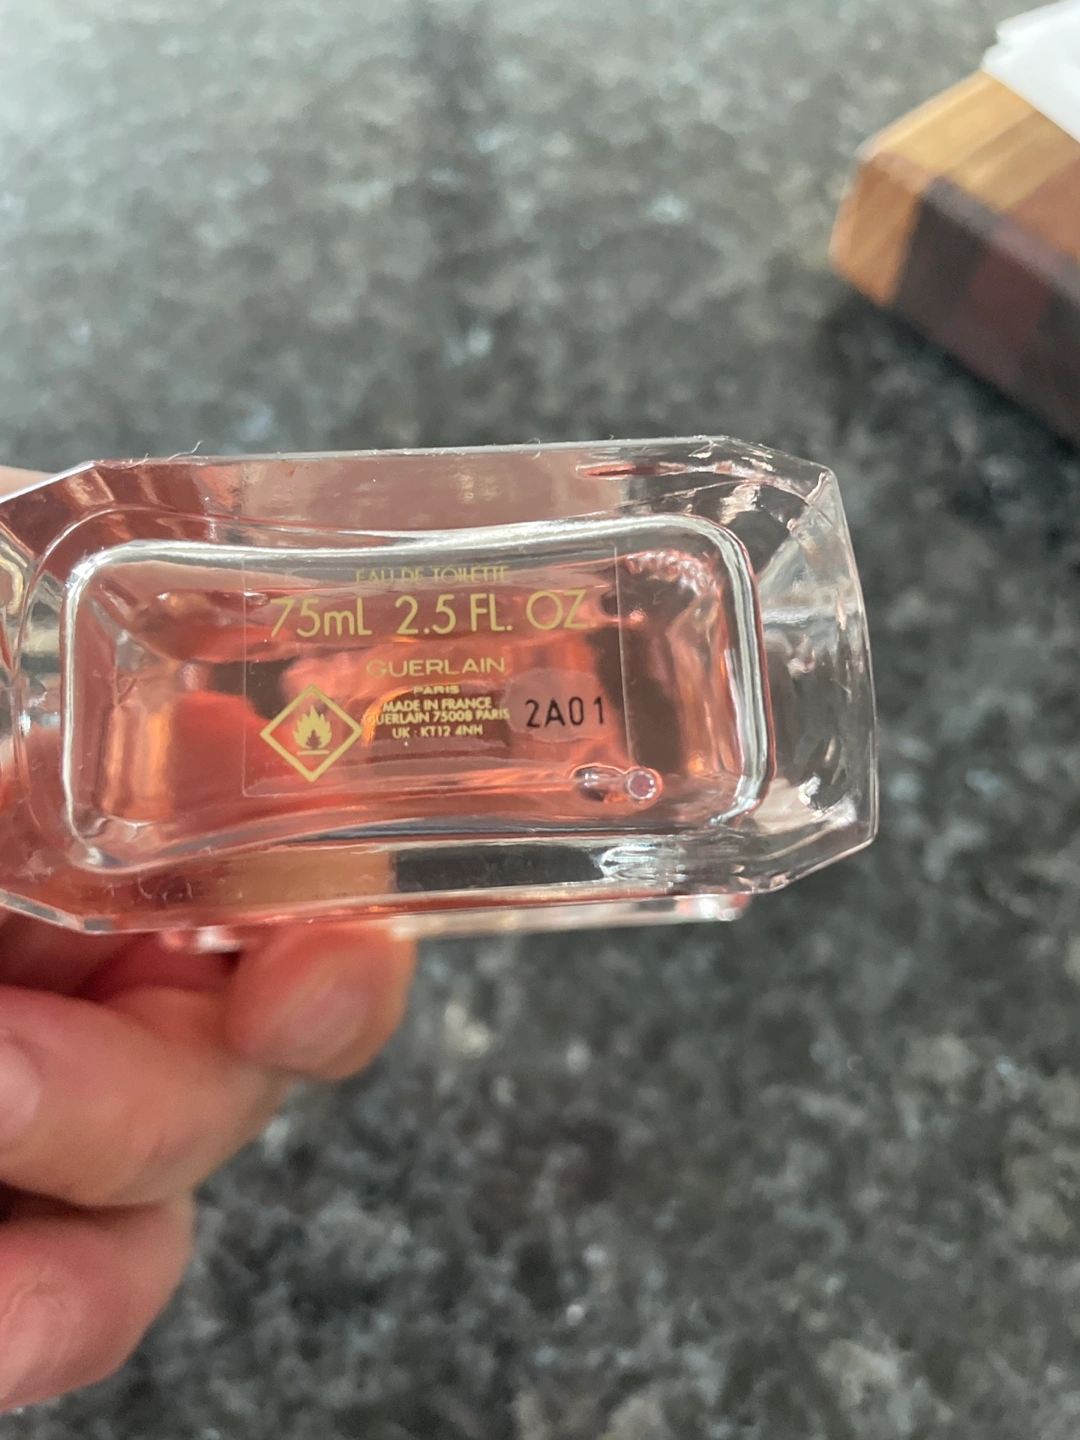 EAU DE TOILETTE
75mL 2.5 FL. OZ.
GUERLAIN
PARIS
MADE IN FRANCE
GUERLAIN 75008 PARIS
UK : KT12 4NH
2A01